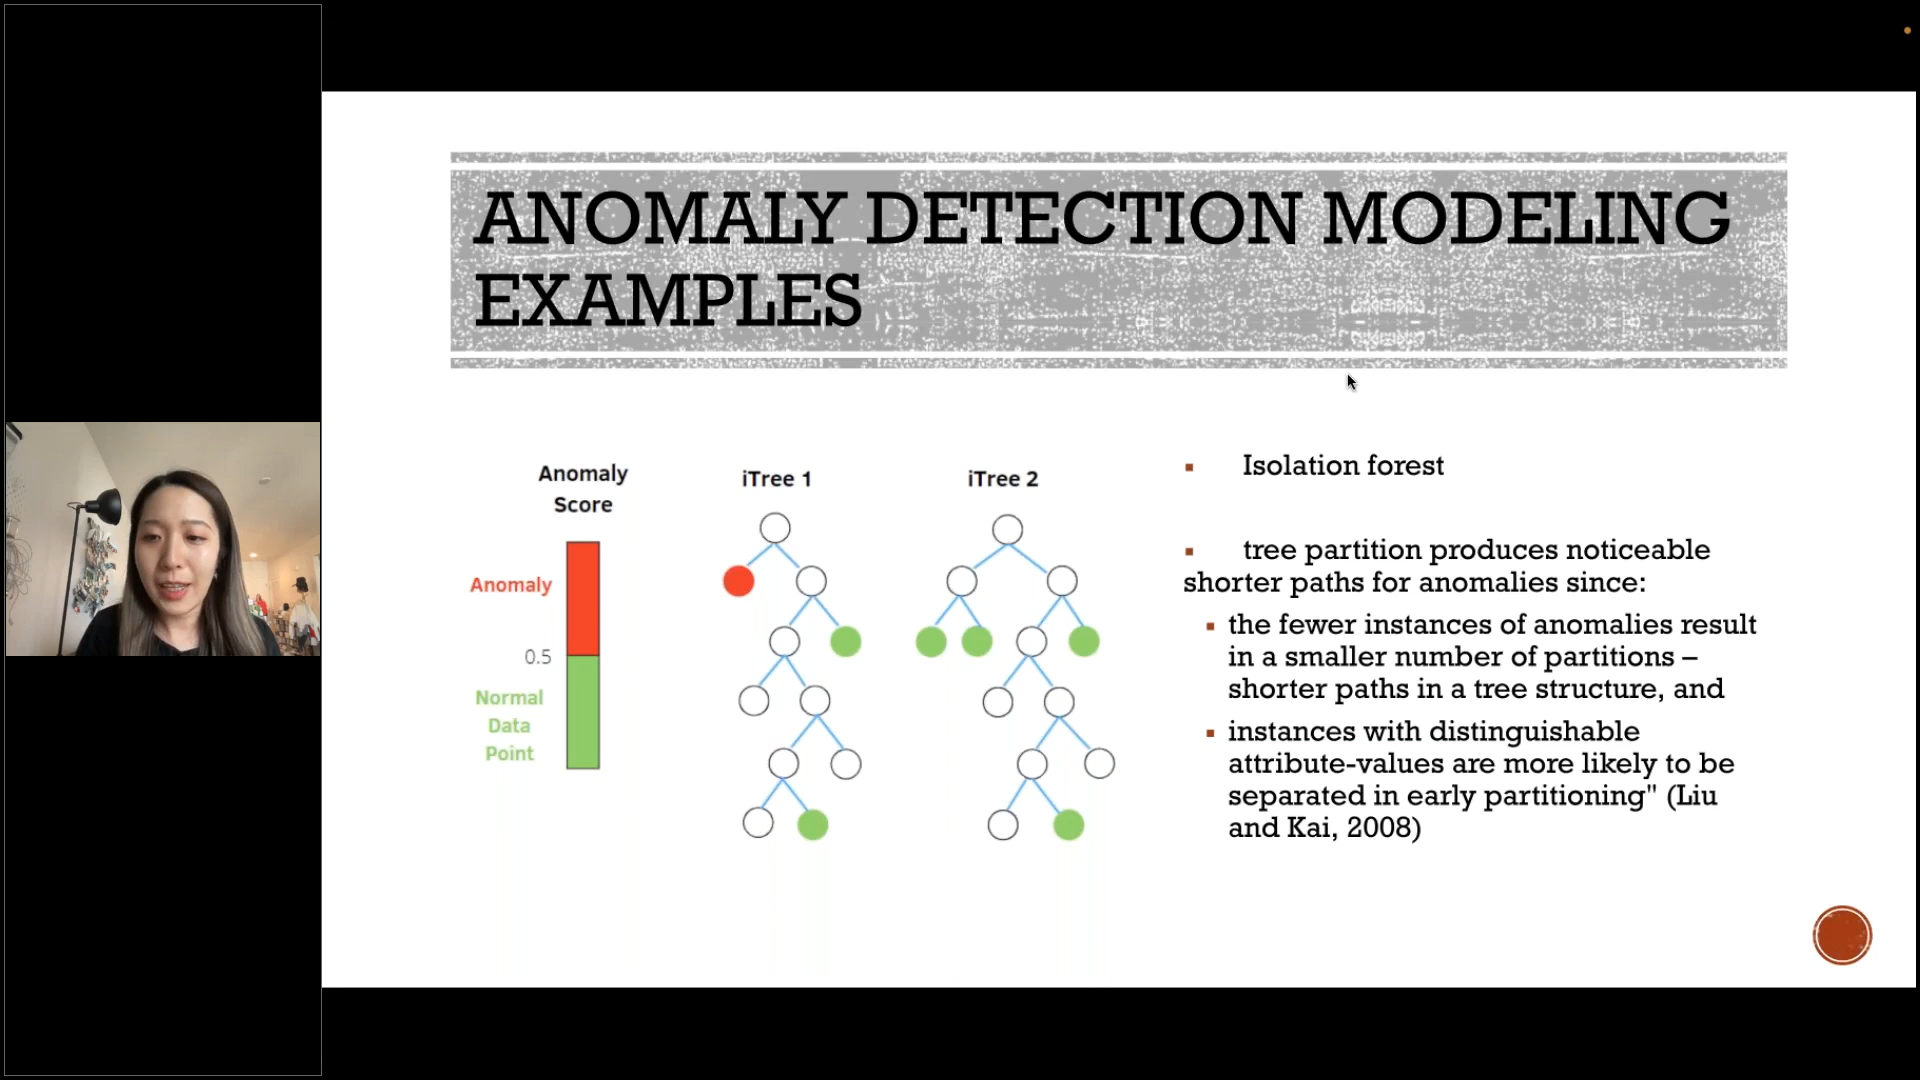 ANOMALY DETECTION MODELING
EXAMPLES
Anomaly
Score
Anomaly
0.5
Normal
Data
Point
iTree 1
iTree 2
Isolation forest
tree partition produces noticeable
shorter paths for anomalies since:
the fewer instances of anomalies result
in a smaller number of partitions –
shorter paths in a tree structure, and
instances with distinguishable
attribute-values are more likely to be
separated in early partitioning" (Liu
and Kai, 2008)